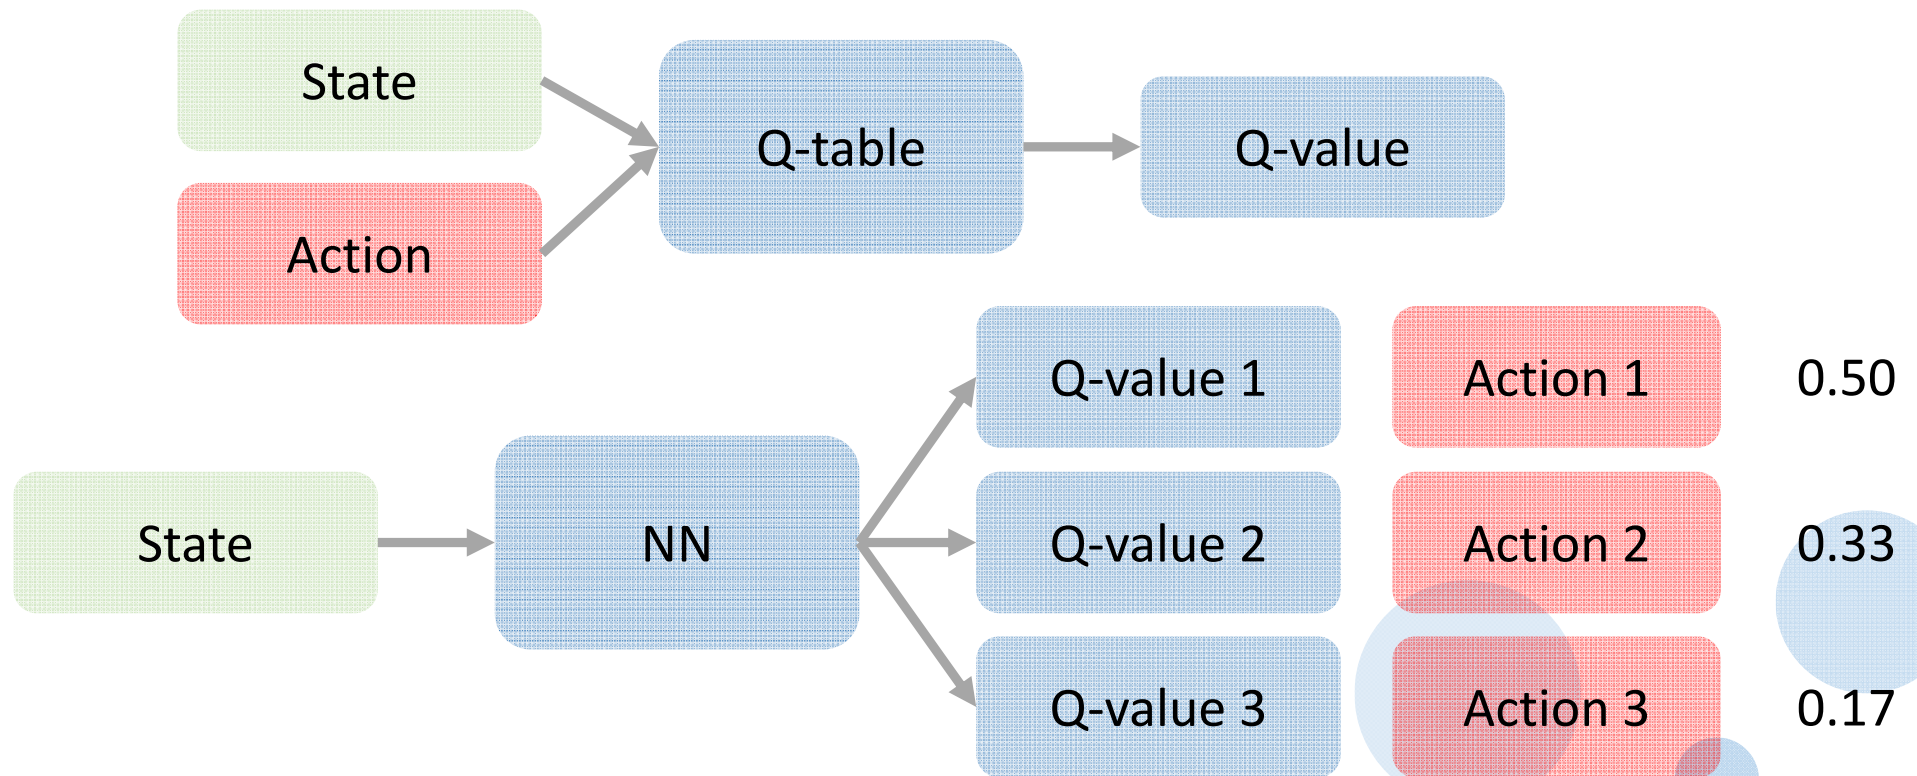 State
Q-table
Q-value
Action
Q-value 1
Action 1
0.50
State
NN
Q-value 2
Action 2
0.33
Q-value 3
Action 3
0.17